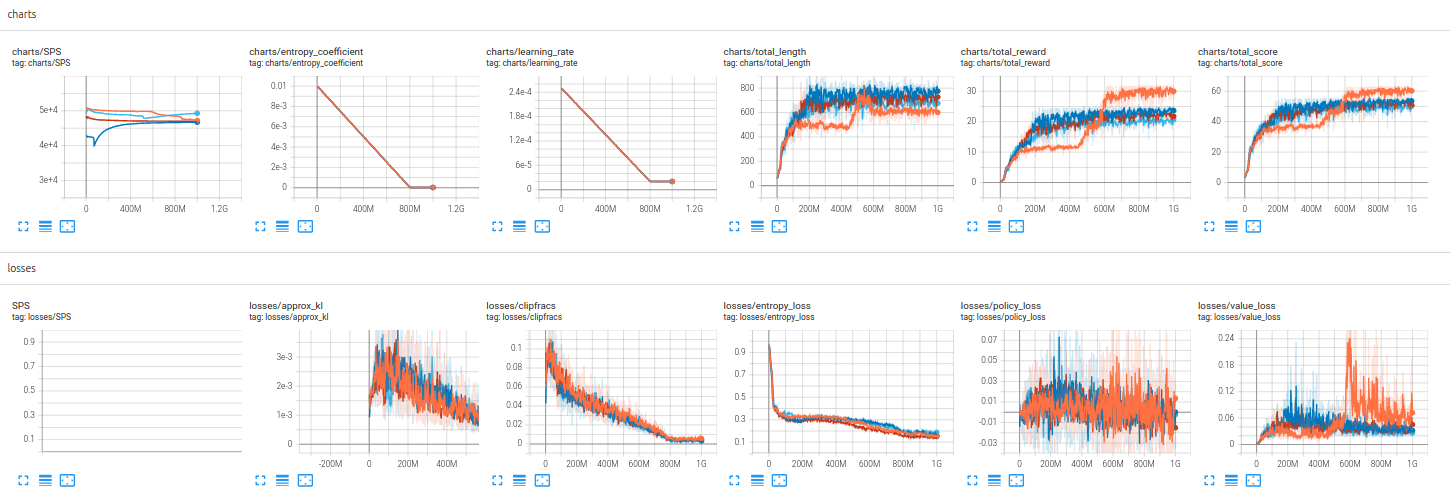 charts
charts/SPS
tag: charts/SPS
5e+4
4e+4
3e+4
0 400M 800M 1.2G
charts/entropy_coefficient
tag: charts/entropy_coefficient
0.01
8e-3
6e-3
4e-3
2e-3
0
0 400M 800M 1.2G
charts/learning_rate
tag: charts/learning_rate
2.4e-4
1.8e-4
1.2e-4
6e-5
0
0 400M 800M 1.2G
charts/total_length
tag: charts/total_length
800
600
400
200
0
0 200M 400M 600M 800M 1G
charts/total_reward
tag: charts/total_reward
30
20
10
0
0 200M 400M 600M 800M 1G
charts/total_score
tag: charts/total_score
60
40
20
0
0 200M 400M 600M 800M 1G
losses
SPS
tag: losses/SPS
0.9
0.7
0.5
0.3
0.1
losses/approx_kl
tag: losses/approx_kl
3e-3
2e-3
1e-3
0
-200M 0 200M 400M
losses/clipfracs
tag: losses/clipfracs
0.1
0.08
0.06
0.04
0.02
0
0 200M 400M 600M 800M 1G
losses/entropy_loss
tag: losses/entropy_loss
0.9
0.7
0.5
0.3
0.1
0 200M 400M 600M 800M 1G
losses/policy_loss
tag: losses/policy_loss
0.07
0.05
0.03
0.01
-0.01
-0.03
0 200M 400M 600M 800M 1G
losses/value_loss
tag: losses/value_loss
0.24
0.18
0.12
0.06
0
0 200M 400M 600M 800M 1G